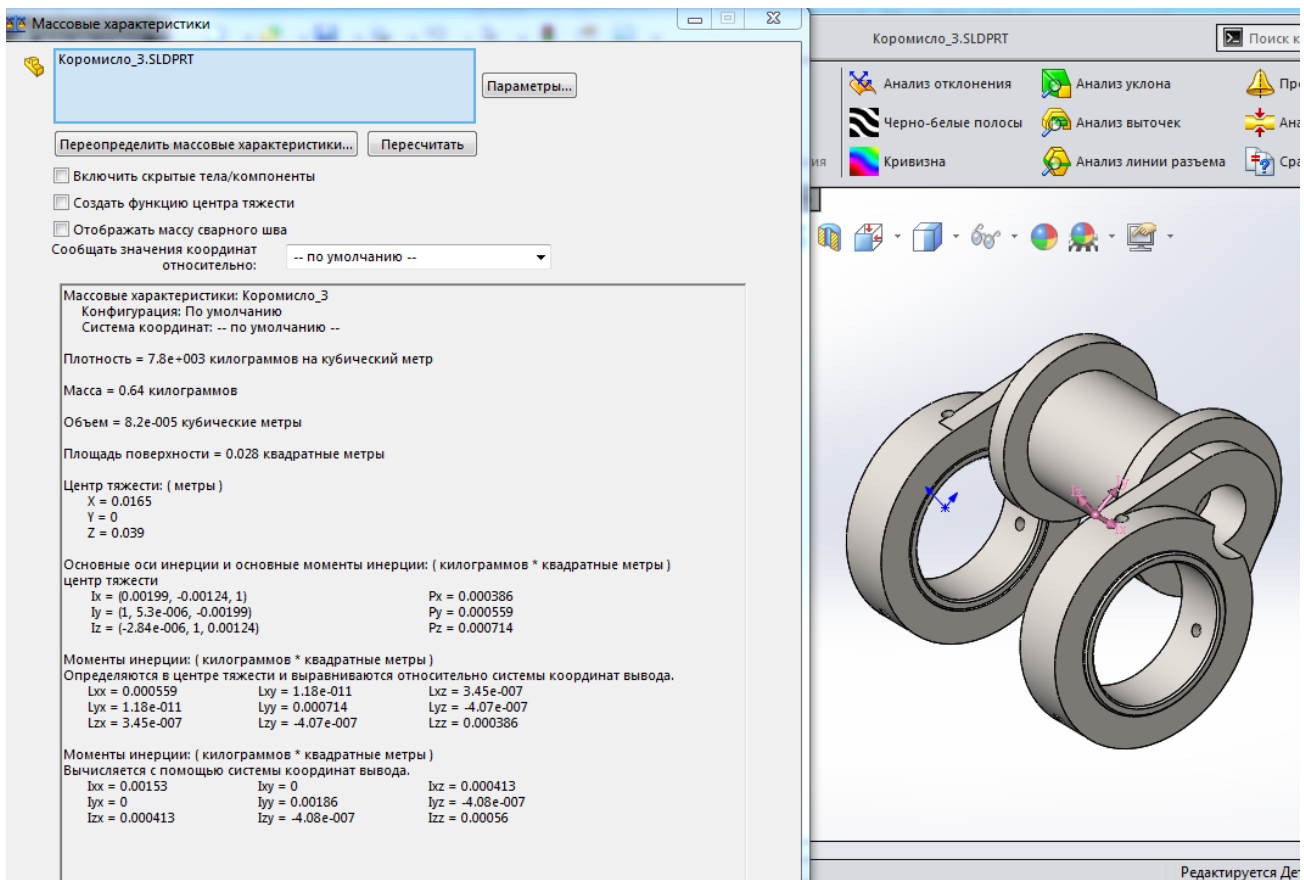 Массовые характеристики
Коромисло_3.SLDPRT
Параметры...
Переопределить массовые характеристики...
Пересчитать
Включить скрытые тела/компоненты
Создать функцию центра тяжести
Отображать массу сварного шва
Сообщать значения координат
относительно:
-- по умолчанию --
Массовые характеристики: Коромисло_3
Конфигурация: По умолчанию
Система координат: -- по умолчанию --
Плотность = 7.8e+003 килограммов на кубический метр
Масса = 0.64 килограммов
Объем = 8.2e-005 кубические метры
Площадь поверхности = 0.028 квадратные метры
Центр тяжести: ( метры )
X = 0.0165
Y = 0
Z = 0.039
Основные оси инерции и основные моменты инерции: ( килограммов * квадратные метры )
центр тяжести
Ix = (0.00199, -0.00124, 1) Px = 0.000386
Iy = (1, 5.3e-006, -0.00199) Py = 0.000559
Iz = (-2.84e-006, 1, 0.00124) Pz = 0.000714
Моменты инерции: ( килограммов * квадратные метры )
Определяются в центре тяжести и выравниваются относительно системы координат вывода.
Lxx = 0.000559 Lxy = 1.18e-011 Lxz = 3.45e-007
Lyx = 1.18e-011 Lyy = 0.000714 Lyz = -4.07e-007
Lzx = 3.45e-007 Lzy = -4.07e-007 Lzz = 0.000386
Моменты инерции: ( килограммов * квадратные метры )
Вычисляется с помощью системы координат вывода.
Ixx = 0.00153 Ixy = 0 Ixz = 0.000413
Iyx = 0 Iyy = 0.00186 Iyz = -4.08e-007
Izx = 0.000413 Izy = -4.08e-007 Izz = 0.00056
Коромисло_3.SLDPRT
Поиск к
Анализ отклонения Анализ уклона Про
Черно-белые полосы Анализ выточек Ана
ия Кривизна Анализ линии разъема Сра
Iz Iy
Ix
Редактируется Де